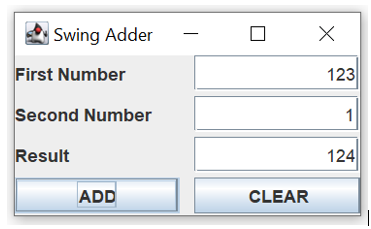 Swing Adder
First Number 123
Second Number 1
Result 124
ADD CLEAR